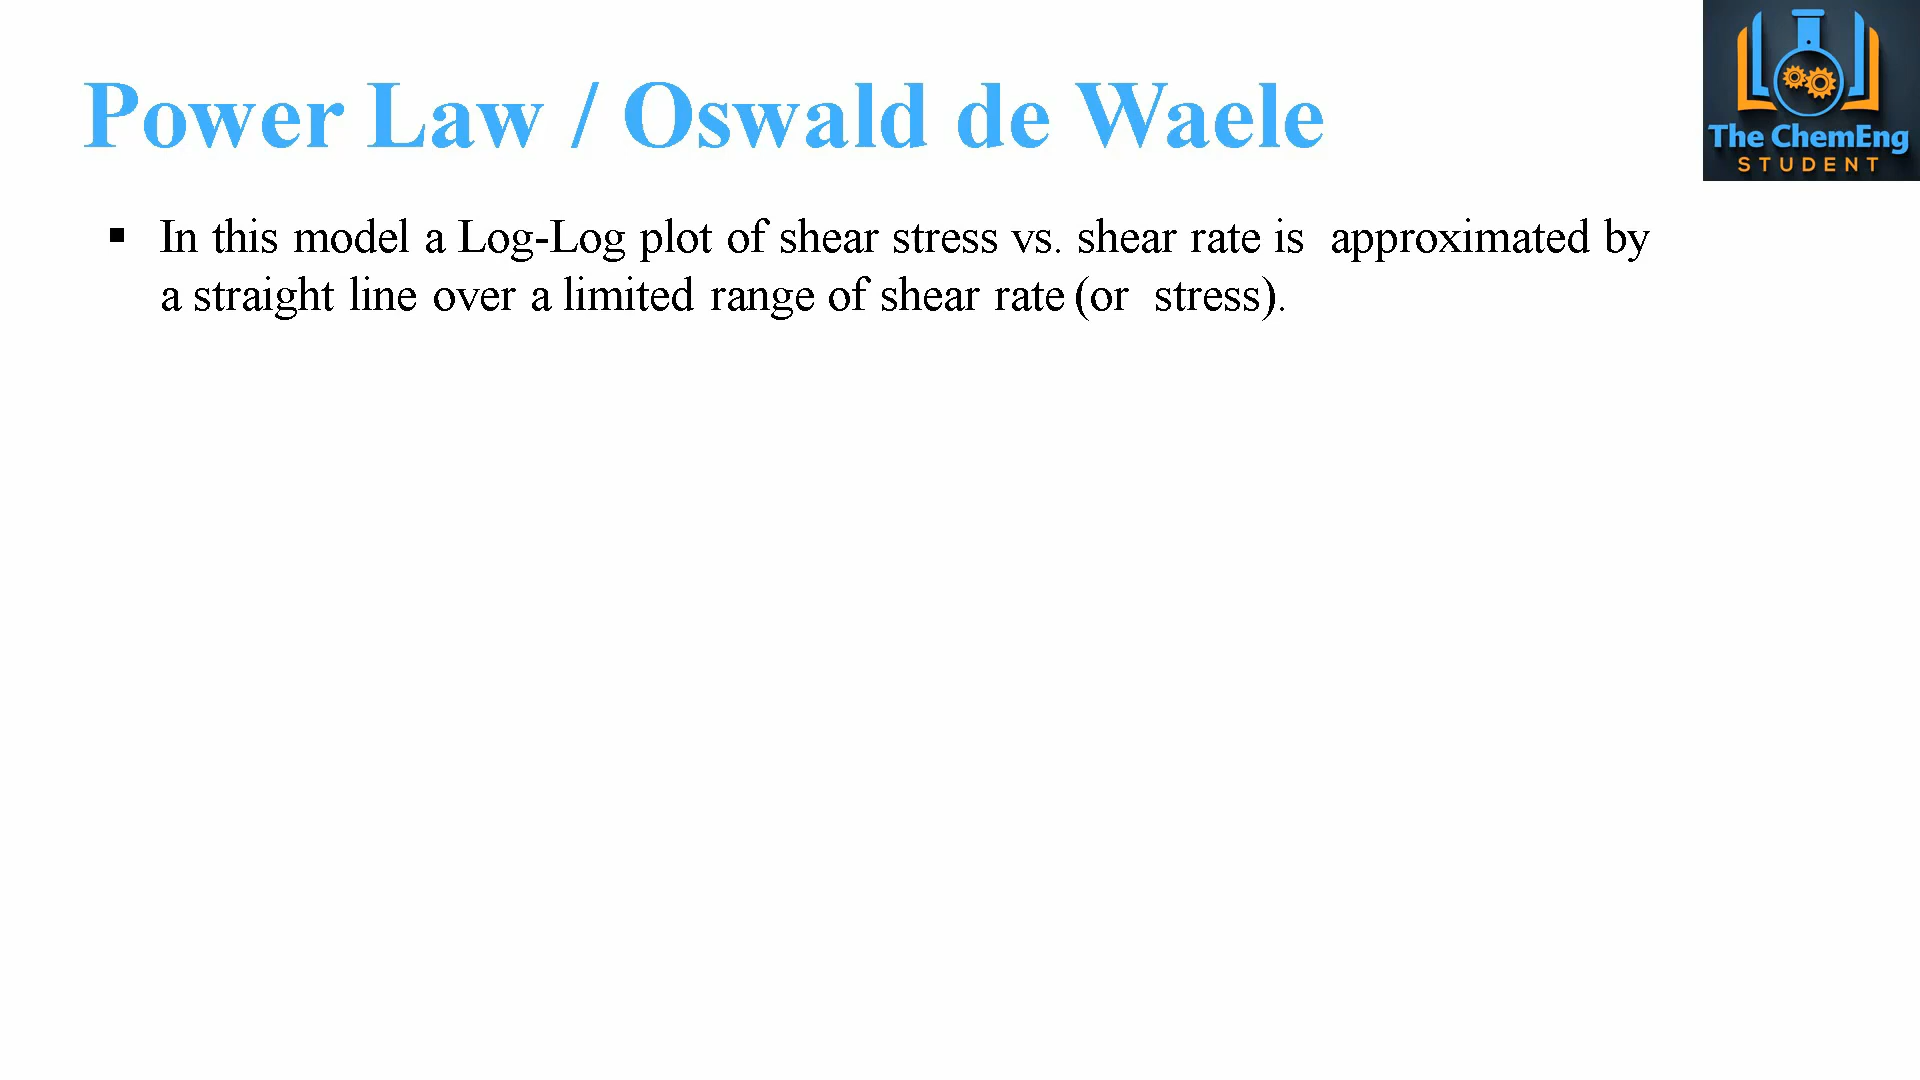 Power Law / Oswald de Waele
The ChemEng
STUDENT
▪ In this model a Log-Log plot of shear stress vs. shear rate is approximated by
a straight line over a limited range of shear rate (or stress).